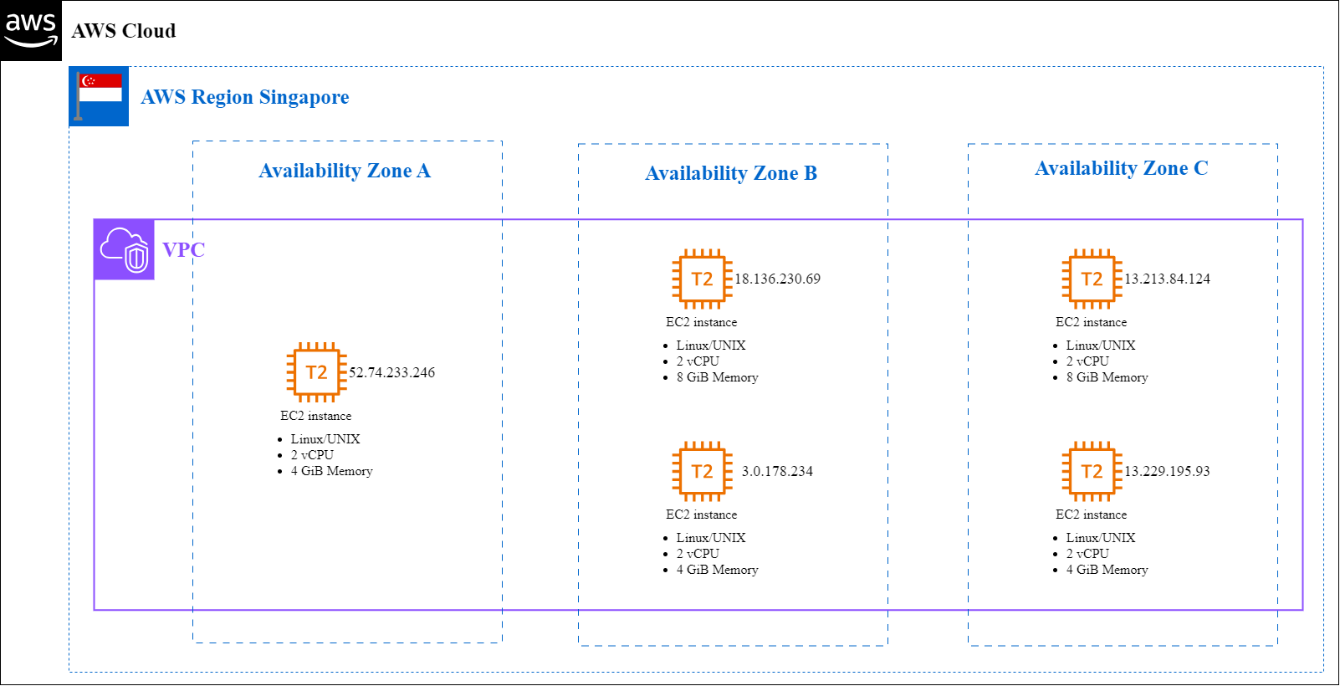 aws
AWS Cloud
AWS Region Singapore
Availability Zone A
Availability Zone B
Availability Zone C
VPC
T2
52.74.233.246
EC2 instance
Linux/UNIX
2 vCPU
4 GiB Memory
T2
18.136.230.69
EC2 instance
Linux/UNIX
2 vCPU
8 GiB Memory
T2
3.0.178.234
EC2 instance
Linux/UNIX
2 vCPU
4 GiB Memory
T2
13.213.84.124
EC2 instance
Linux/UNIX
2 vCPU
8 GiB Memory
T2
13.229.195.93
EC2 instance
Linux/UNIX
2 vCPU
4 GiB Memory